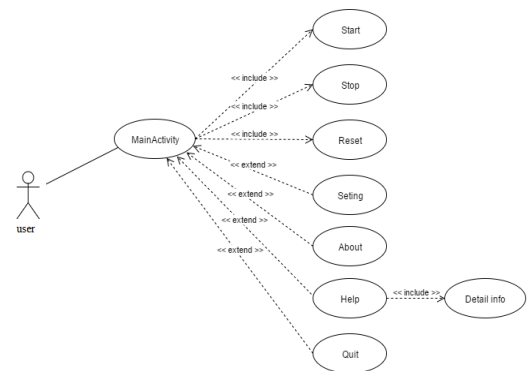 Start
<< include >>
Stop
<< include >>
MainActivity
<< include >>
Reset
<< extend >>
Seting
<< extend >>
user
<< extend >>
About
<< extend >>
Help
<< include >>
Detail info
Quit